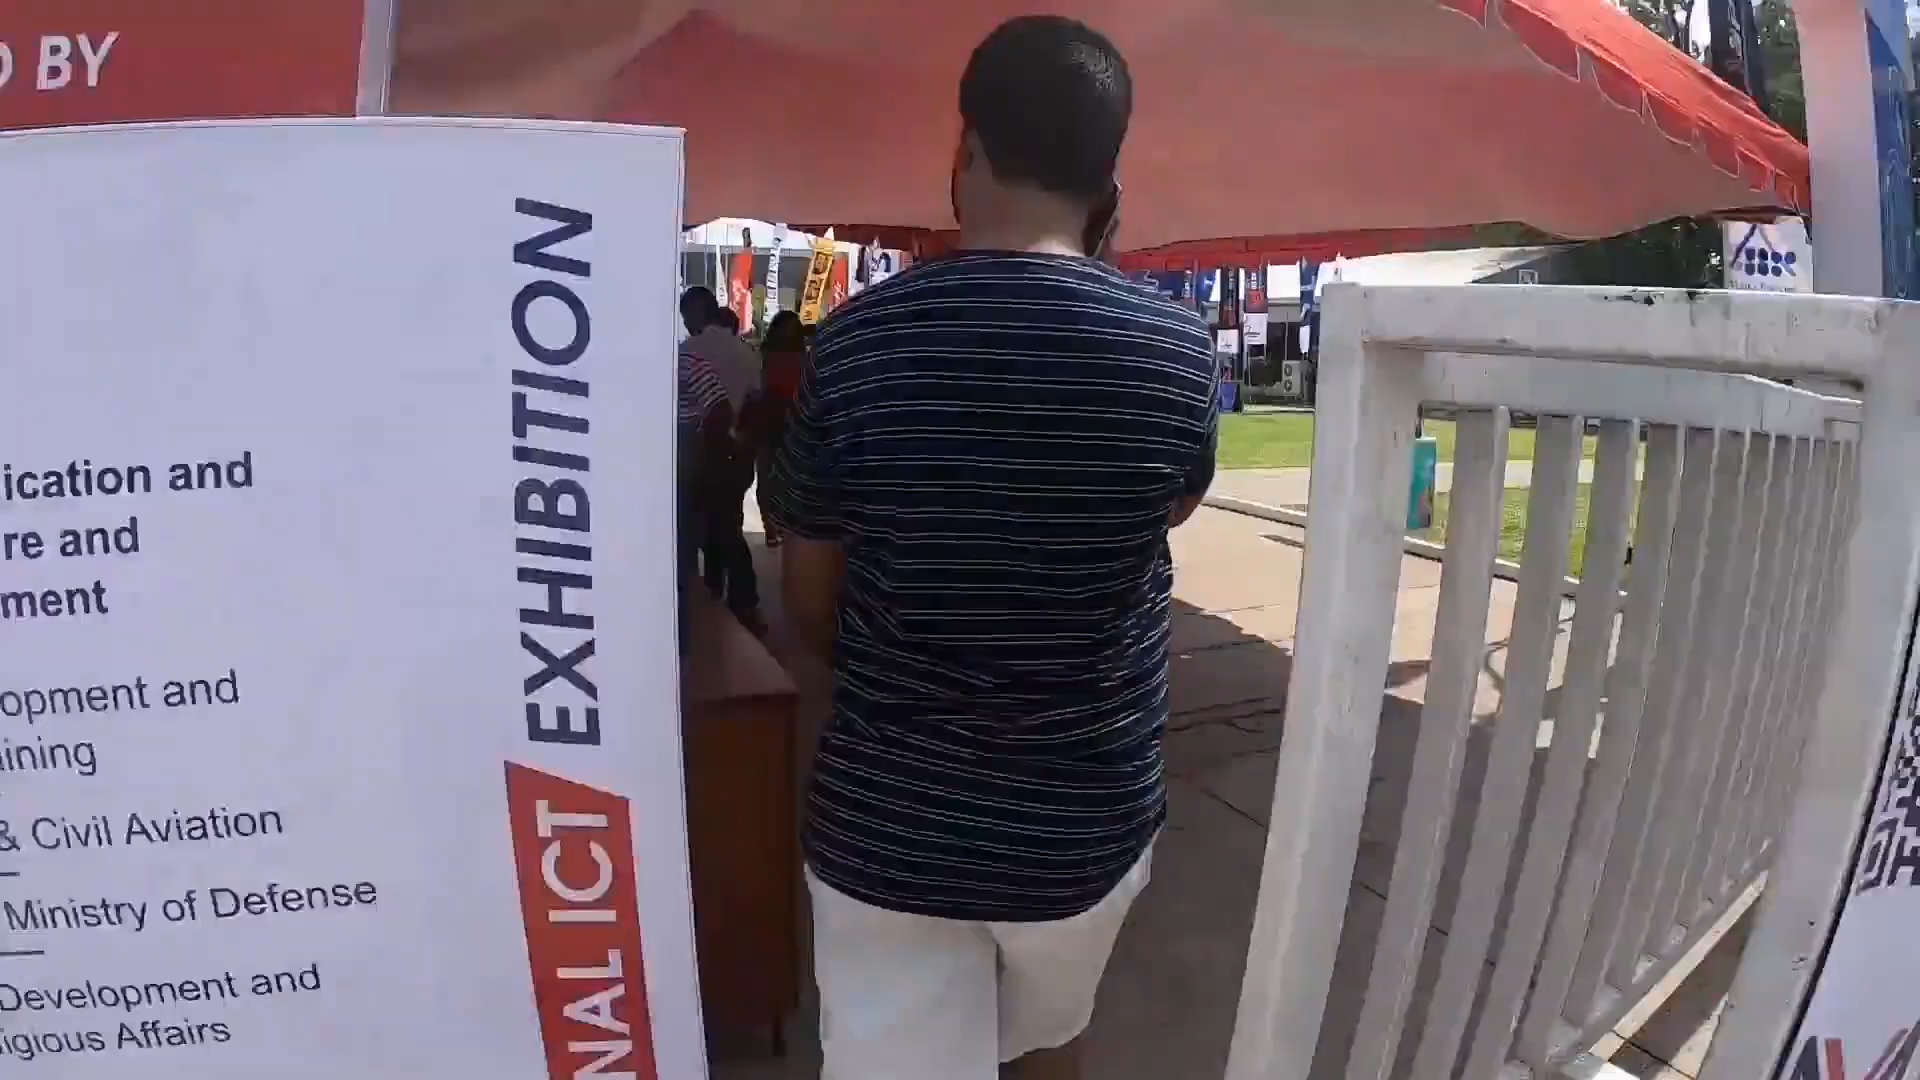 BY
ication and
re and
ment
opment and
ining
& Civil Aviation
Ministry of Defense
Development and
igious Affairs
NAL ICT EXHIBITION